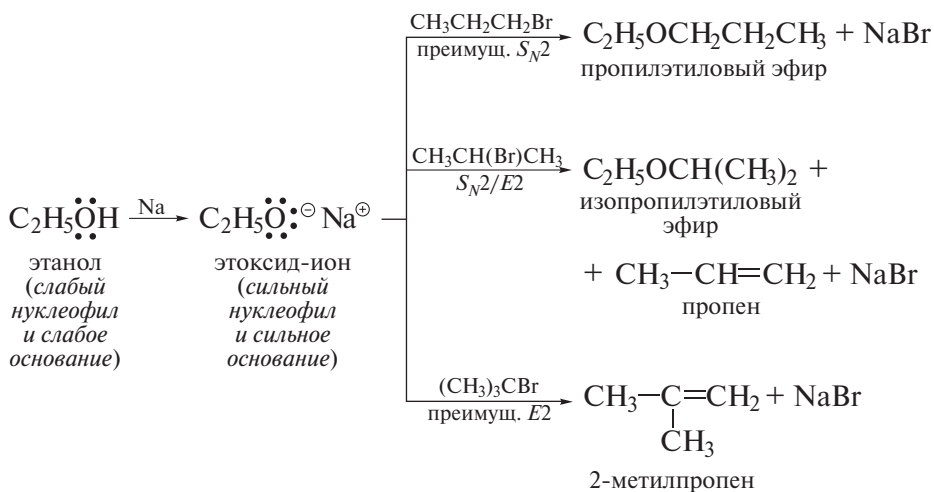 CH₃CH₂CH₂Br
преимущ. S_N2
C₂H₅OCH₂CH₂CH₃ + NaBr
пропилэтиловый эфир
CH₃CH(Br)CH₃
S_N2/E2
C₂H₅OCH(CH₃)₂ +
изопропилэтиловый
эфир
+ CH₃–CH=CH₂ + NaBr
пропен
C₂H₅OH
Na
C₂H₅O:⊖ Na⊕
этанол
(слабый
нуклеофил
и слабое
основание)
этоксид-ион
(сильный
нуклеофил
и сильное
основание)
(CH₃)₃CBr
преимущ. E2
CH₃–C=CH₂ + NaBr
CH₃
2-метилпропен